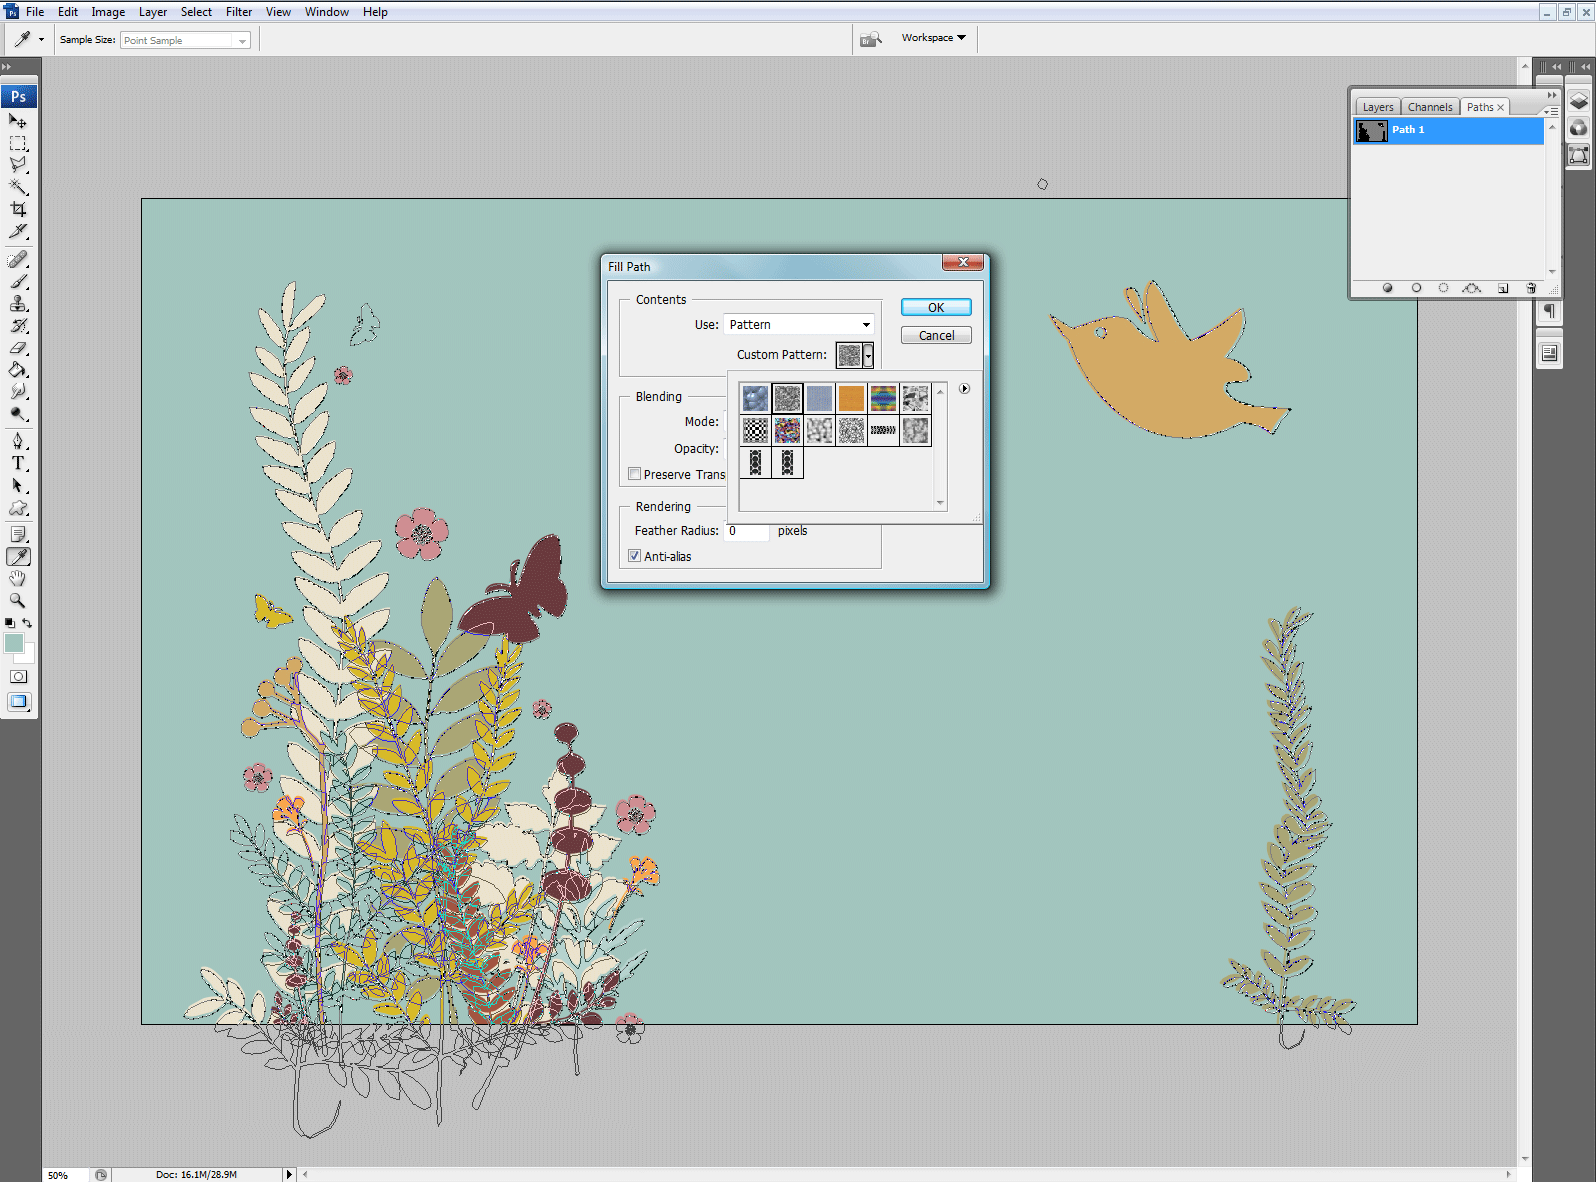 Ps File Edit Image Layer Select Filter View Window Help
Sample Size: Point Sample
Br Workspace
Ps
Layers Channels Paths
Path 1
Fill Path
Contents
Use: Pattern
Custom Pattern:
OK
Cancel
Blending
Mode:
Opacity:
Preserve Trans
Rendering
Feather Radius: 0 pixels
Anti-alias
T
50% Doc: 16.1M/28.9M